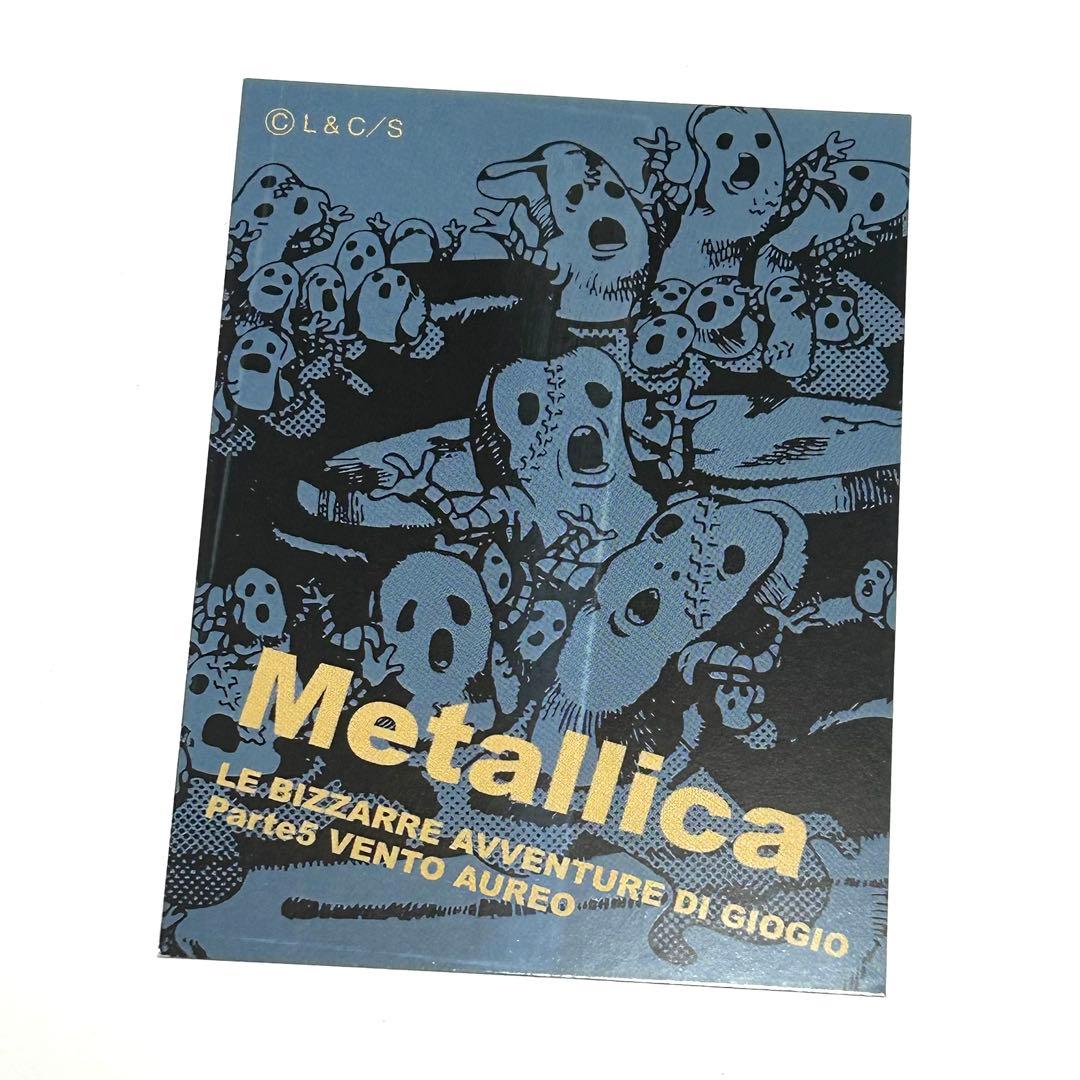 Ⓒ L & C/S
Metallica
LE BIZZARRE AVVENTURE DI GIOGIO
Parte5 VENTO AUREO